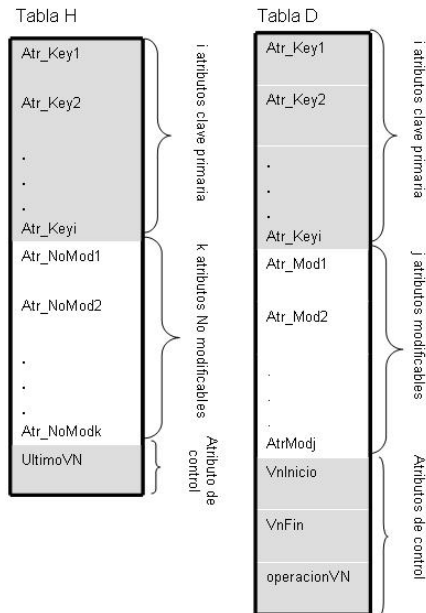 Tabla H
Atr_Key1
Atr_Key2
.
.
.
Atr_Keyi
i atributos clave primaria
Atr_NoMod1
Atr_NoMod2
.
.
.
Atr_NoModk
k atributos No modificables
UltimoVN
Atributo de
control
Tabla D
Atr_Key1
Atr_Key2
.
.
.
Atr_Keyi
i atributos clave primaria
Atr_Mod1
Atr_Mod2
.
.
.
AtrModj
j atributos modificables
VnInicio
VnFin
operacionVN
Atributos de control